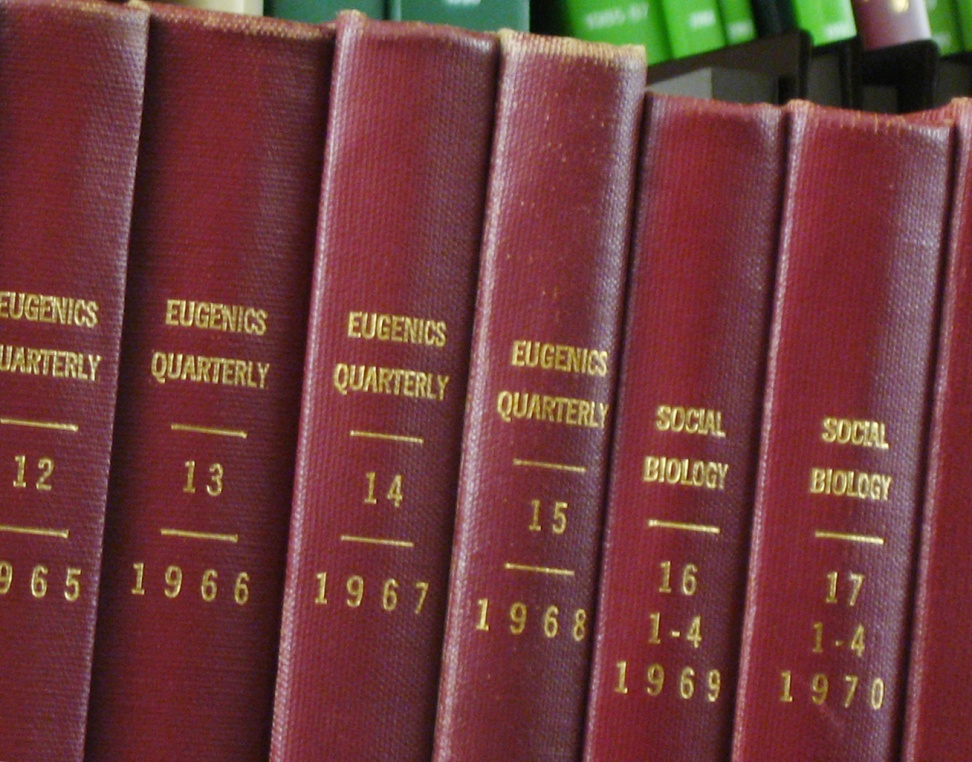 EUGENICS
QUARTERLY
12
1965
EUGENICS
QUARTERLY
13
1966
EUGENICS
QUARTERLY
14
1967
EUGENICS
QUARTERLY
15
1968
SOCIAL
BIOLOGY
16
1-4
1969
SOCIAL
BIOLOGY
17
1-4
1970